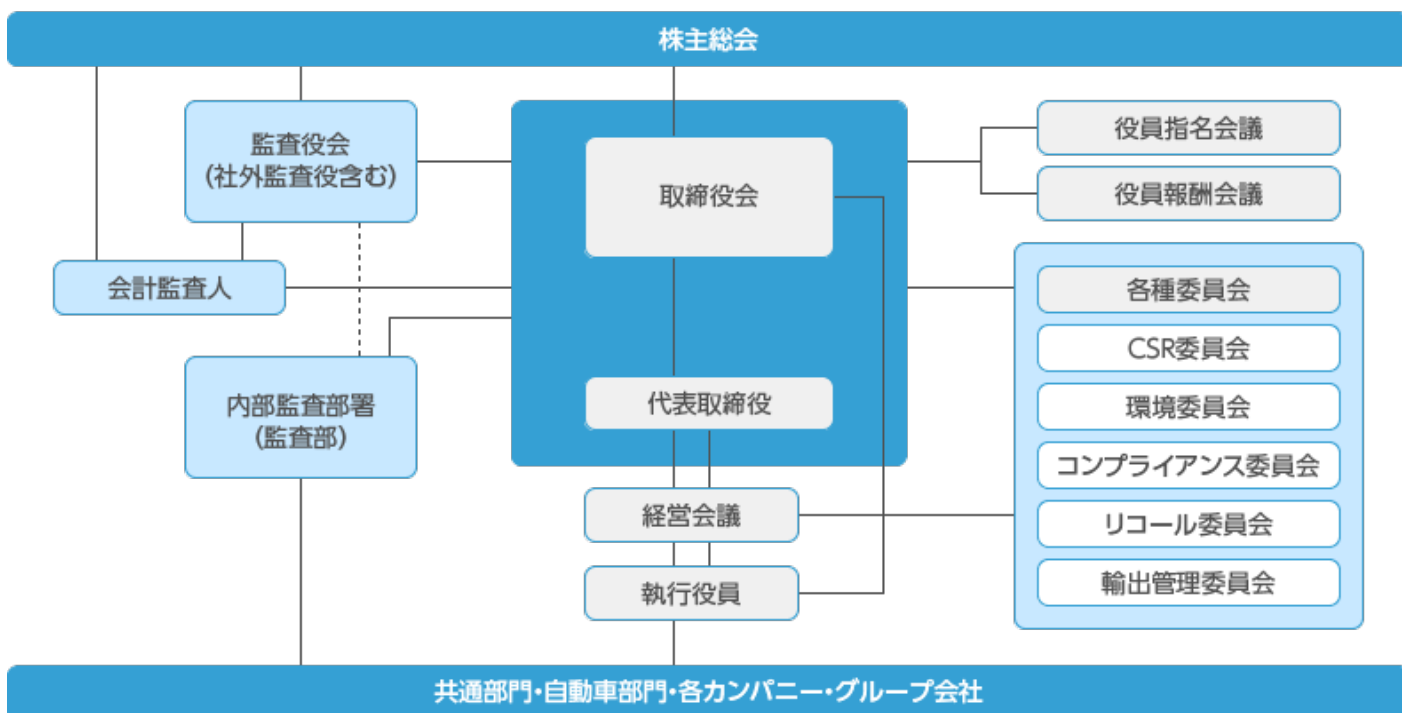 株主総会
監査役会
(社外監査役含む)
取締役会
役員指名会議
役員報酬会議
会計監査人
各種委員会
CSR委員会
内部監査部署
(監査部)
代表取締役
環境委員会
コンプライアンス委員会
経営会議
リコール委員会
執行役員
輸出管理委員会
共通部門・自動車部門・各カンパニー・グループ会社